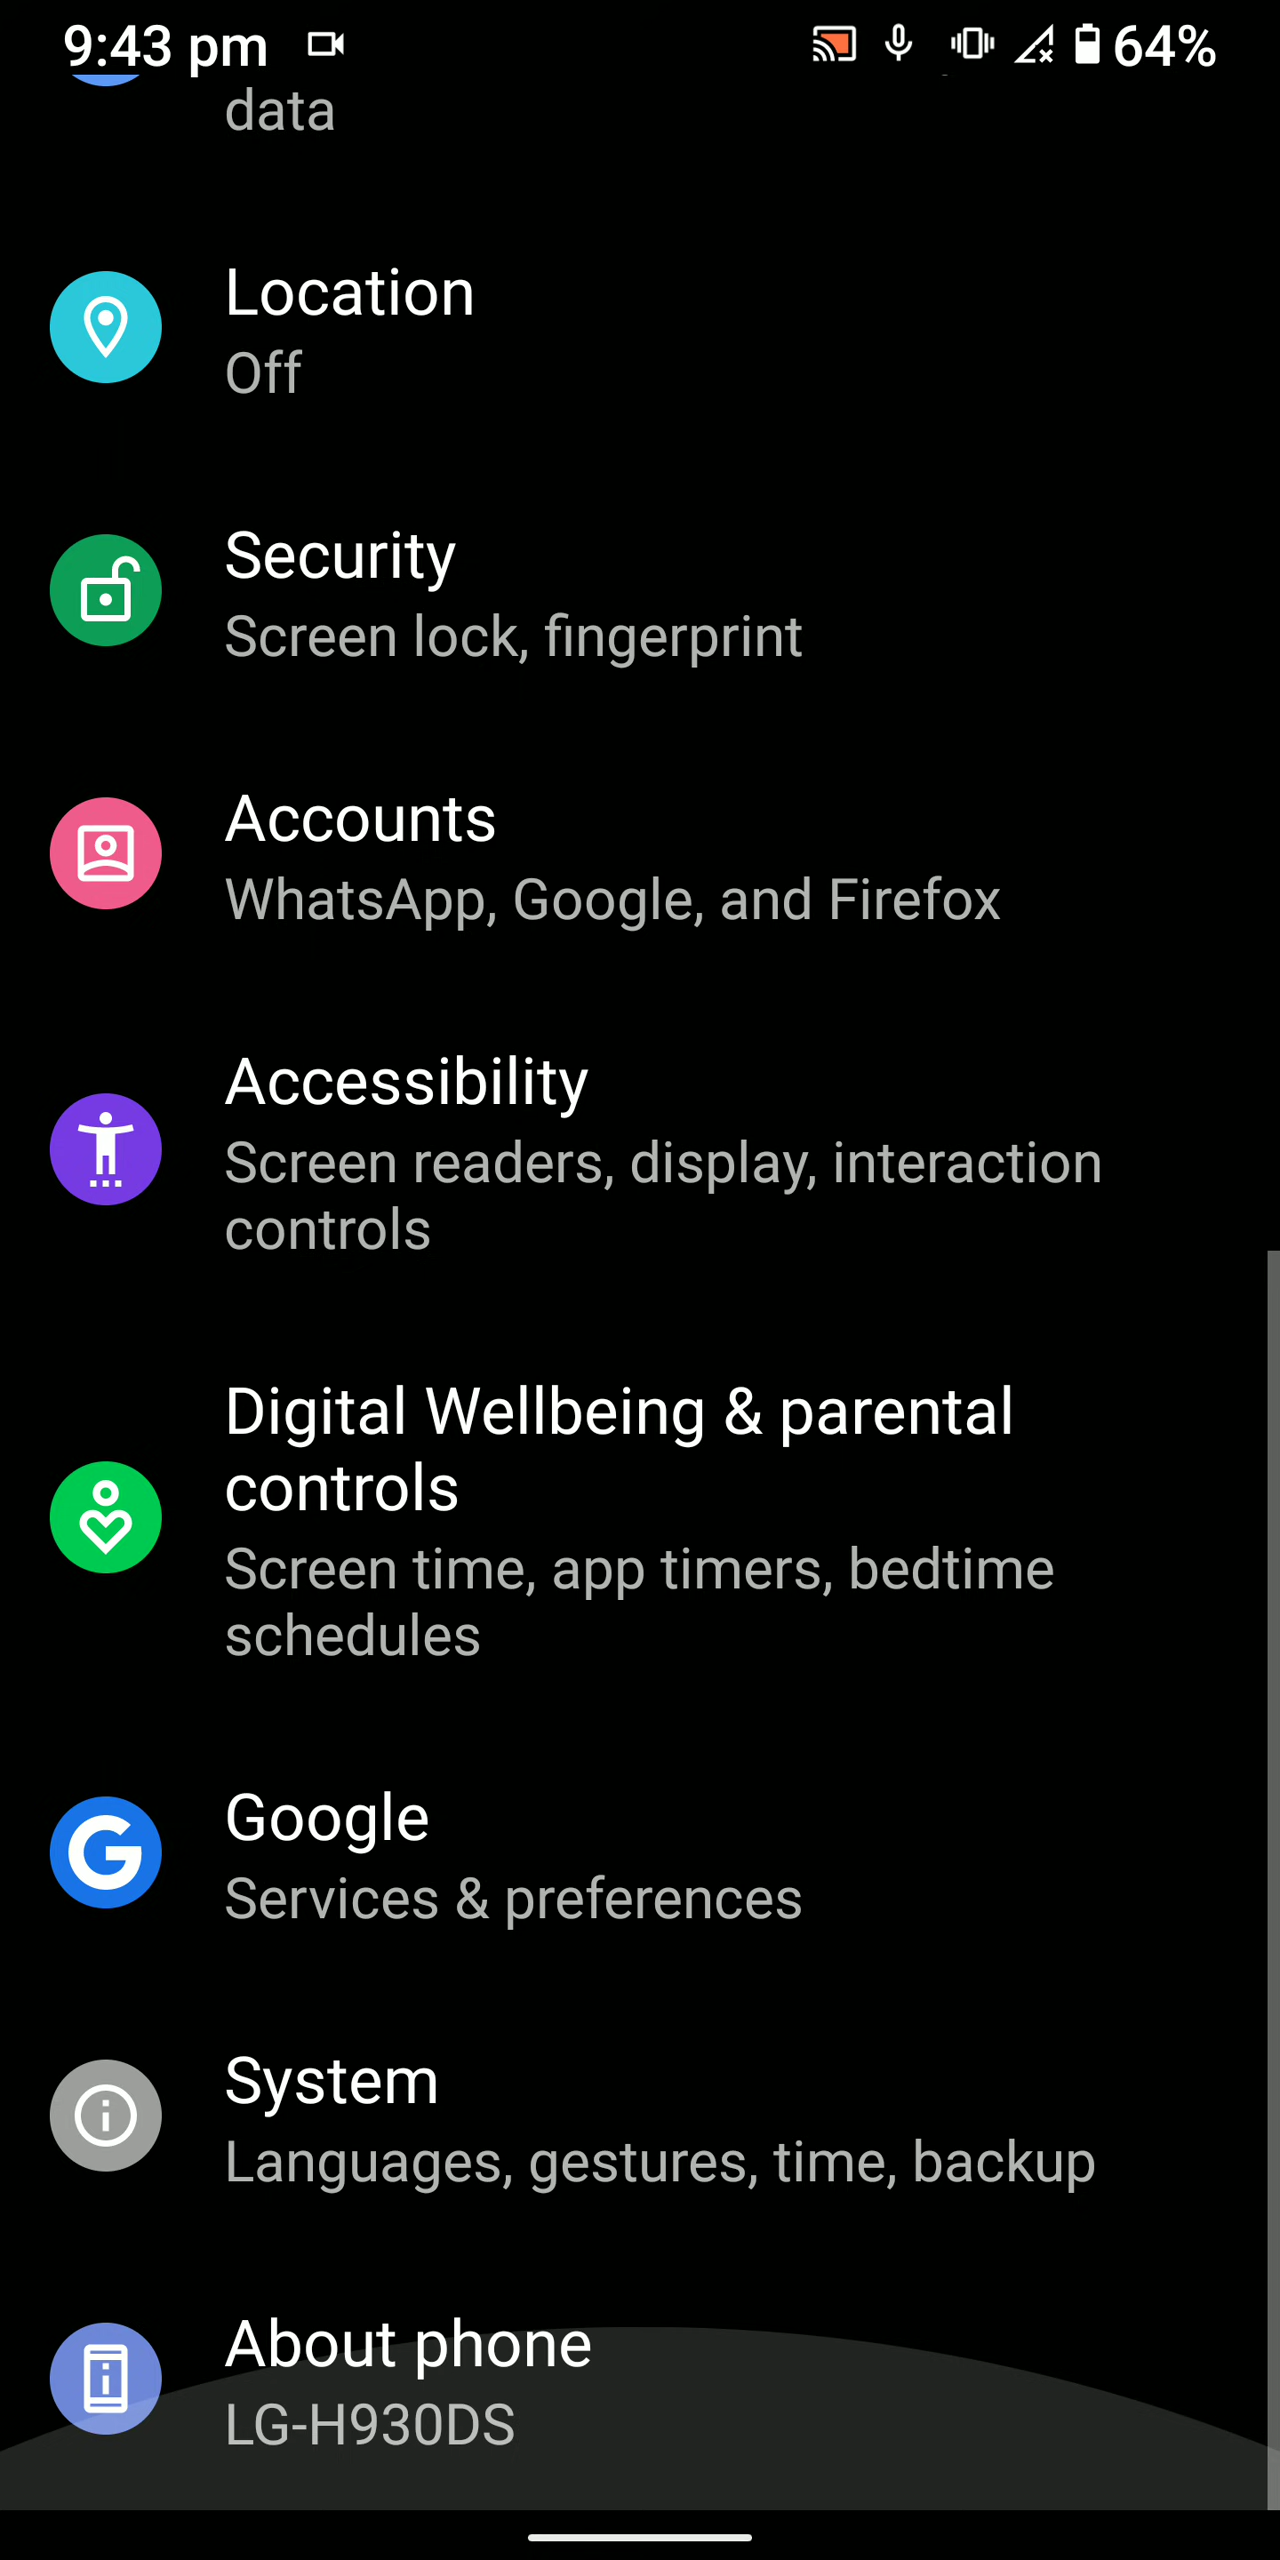 9:43 pm 64%
data
Location
Off
Security
Screen lock, fingerprint
Accounts
WhatsApp, Google, and Firefox
Accessibility
Screen readers, display, interaction
controls
Digital Wellbeing & parental
controls
Screen time, app timers, bedtime
schedules
Google
Services & preferences
System
Languages, gestures, time, backup
About phone
LG-H930DS